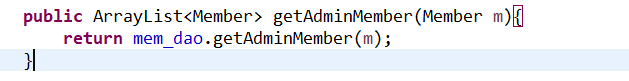 public ArrayList<Member> getAdminMember(Member m){
    return mem_dao.getAdminMember(m);
}